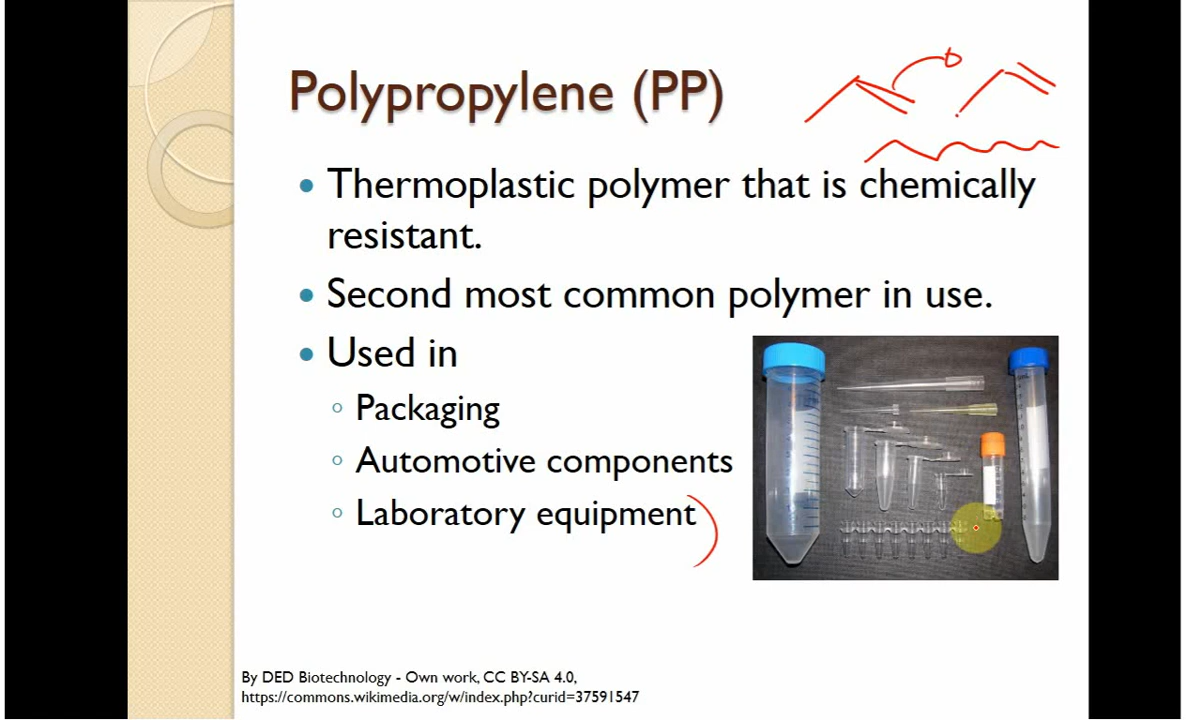 Polypropylene (PP)
• Thermoplastic polymer that is chemically
resistant.
• Second most common polymer in use.
• Used in
◦ Packaging
◦ Automotive components
◦ Laboratory equipment
By DED Biotechnology - Own work, CC BY-SA 4.0,
https://commons.wikimedia.org/w/index.php?curid=37591547